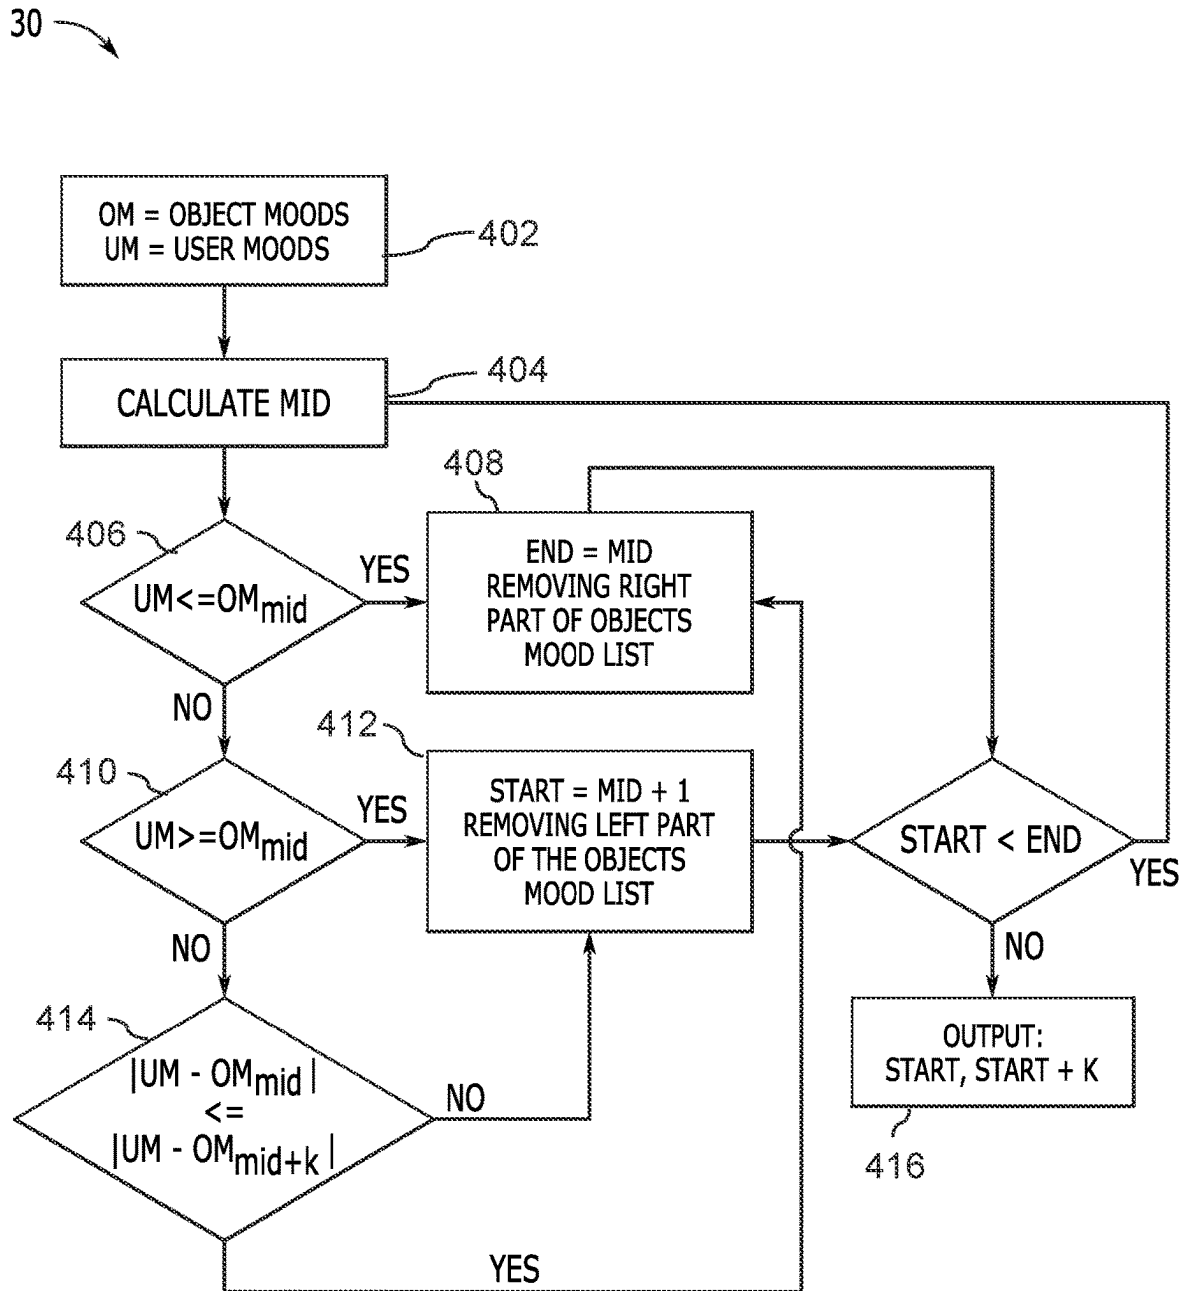 30
OM = OBJECT MOODS
UM = USER MOODS
402
404
CALCULATE MID
408
406
UM<=OMmid
YES
END = MID
REMOVING RIGHT
PART OF OBJECTS
MOOD LIST
NO
412
410
UM>=OMmid
YES
START = MID + 1
REMOVING LEFT PART
OF THE OBJECTS
MOOD LIST
START < END
YES
NO
NO
414
|UM - OMmid|
<=
|UM - OMmid+k|
NO
OUTPUT:
START, START + K
416
YES